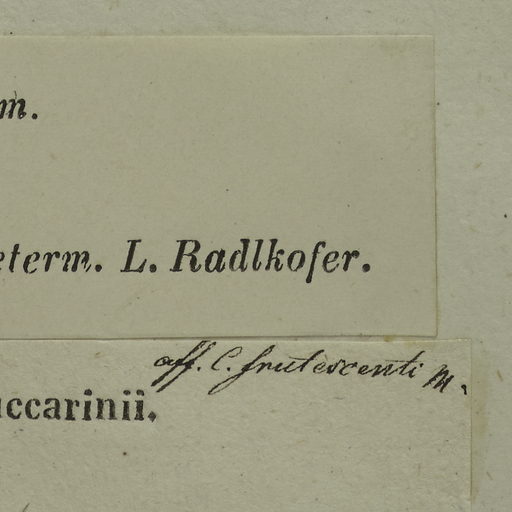 m.
eterm. L. Radlkofer.
aff. C. frutescenti M.
uccarinii.